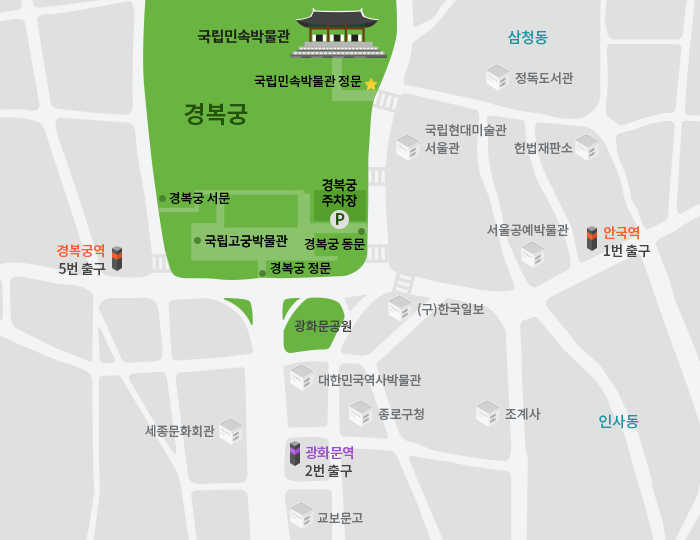 국립민속박물관
삼청동
국립민속박물관 정문
정독도서관
경복궁
국립현대미술관
서울관
헌법재판소
경복궁
주차장
P
경복궁 서문
서울공예박물관
안국역
1번 출구
국립고궁박물관
경복궁 동문
경복궁역
5번 출구
경복궁 정문
(구)한국일보
광화문공원
대한민국역사박물관
종로구청
조계사
인사동
세종문화회관
광화문역
2번 출구
교보문고